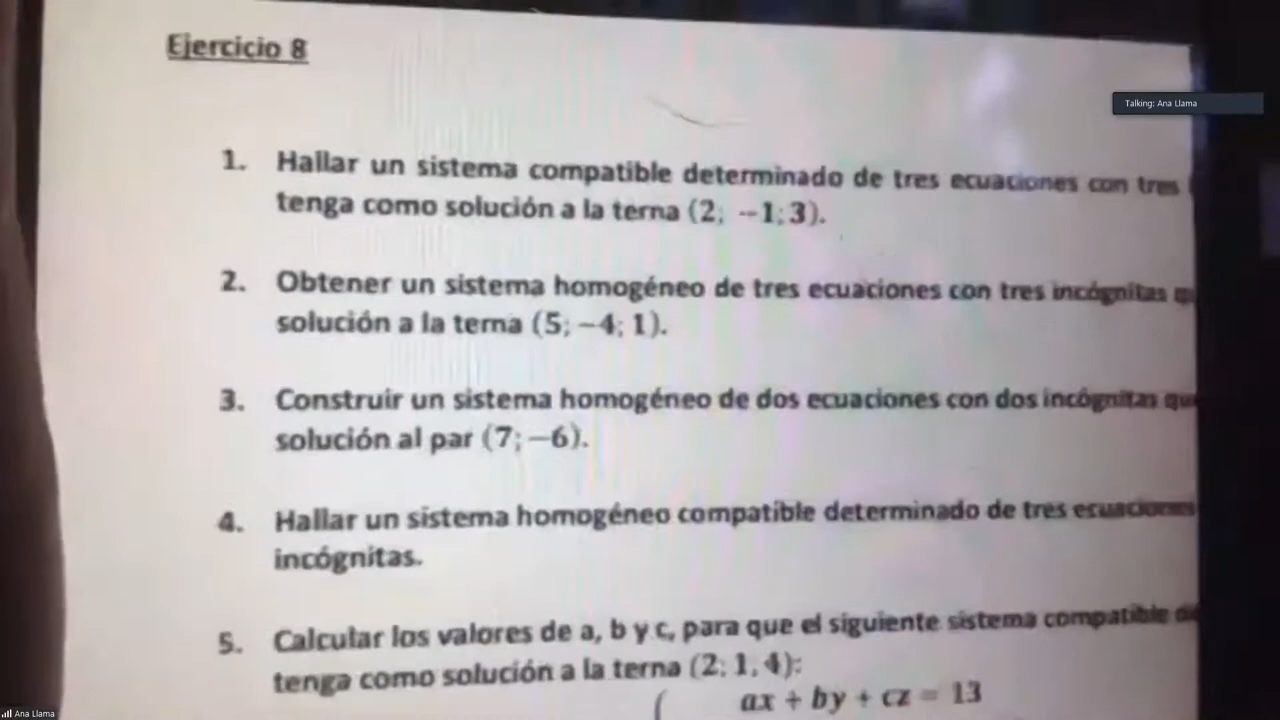 Ejercicio 8
Talking: Ana Llama
1. Hallar un sistema compatible determinado de tres ecuaciones con tres
tenga como solución a la terna (2; −1; 3).
2. Obtener un sistema homogéneo de tres ecuaciones con tres incógnitas
solución a la terna (5; −4; 1).
3. Construir un sistema homogéneo de dos ecuaciones con dos incógnitas
solución al par (7; −6).
4. Hallar un sistema homogéneo compatible determinado de tres ecuaciones
incógnitas.
5. Calcular los valores de a, b y c, para que el siguiente sistema compatible
tenga como solución a la terna (2; 1, 4):
ax + by + cz = 13
Ana Llama